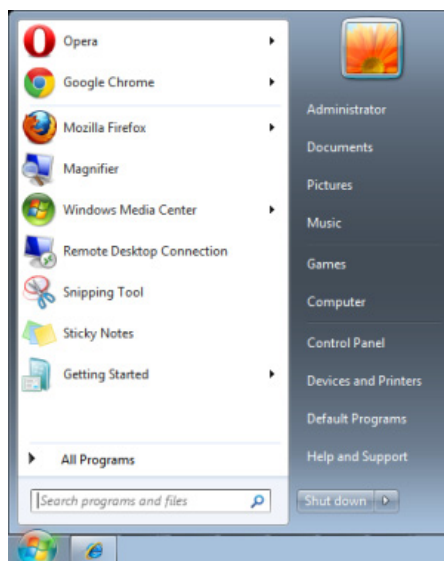 Opera
Google Chrome
Mozilla Firefox
Magnifier
Windows Media Center
Remote Desktop Connection
Snipping Tool
Sticky Notes
Getting Started
All Programs
Search programs and files
Administrator
Documents
Pictures
Music
Games
Computer
Control Panel
Devices and Printers
Default Programs
Help and Support
Shut down